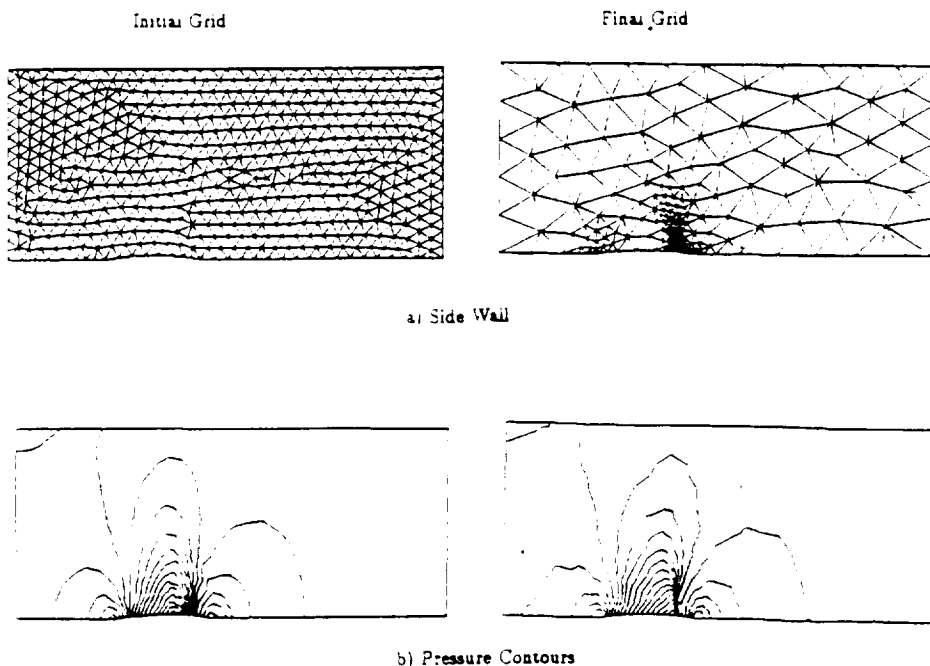 Initial Grid
Final Grid
a) Side Wall
b) Pressure Contours